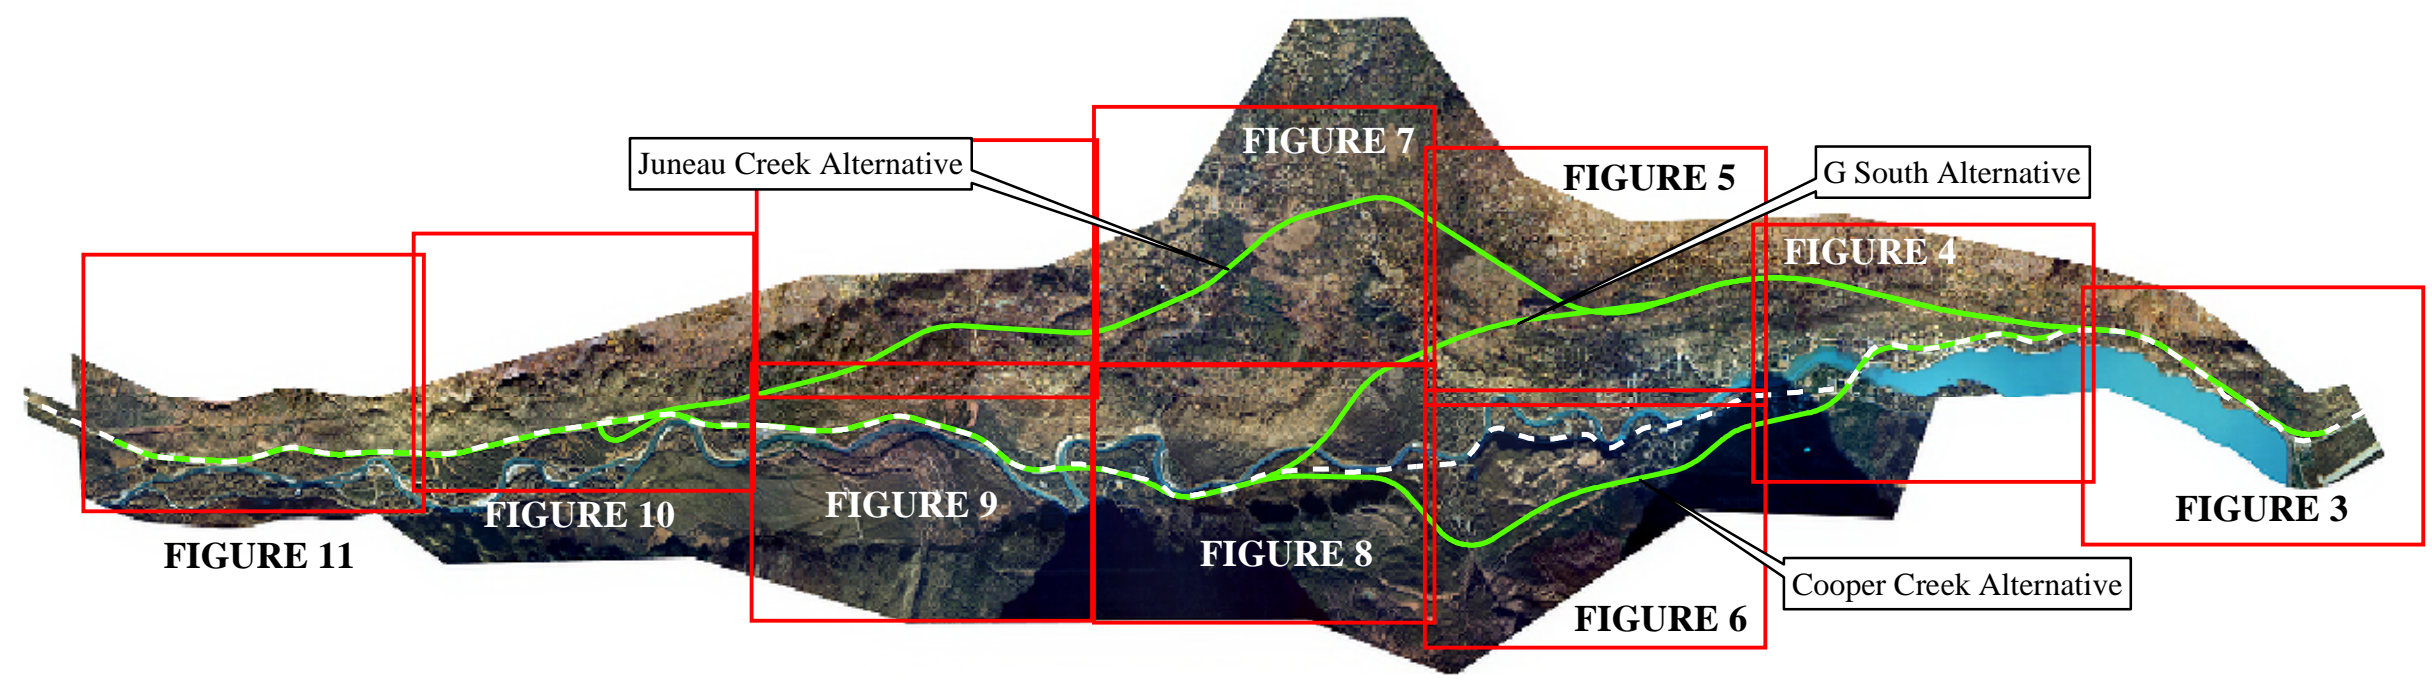 FIGURE 7
Juneau Creek Alternative
FIGURE 5
G South Alternative
FIGURE 4
FIGURE 9
FIGURE 10
FIGURE 3
FIGURE 11
FIGURE 8
Cooper Creek Alternative
FIGURE 6